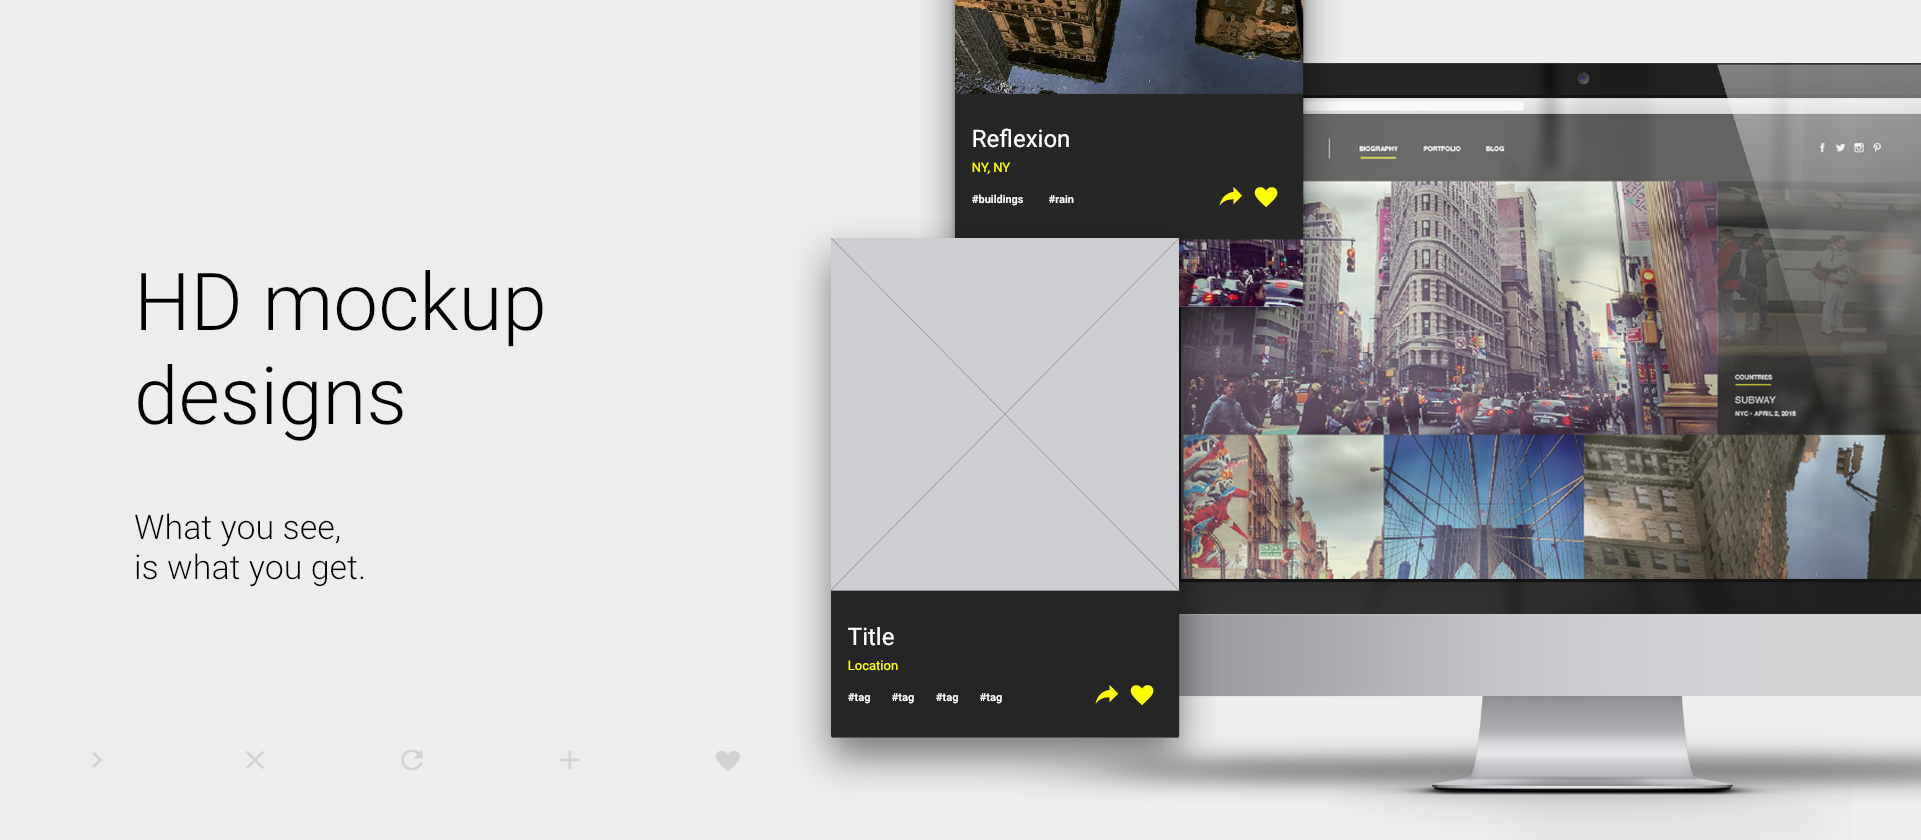 HD mockup
designs
What you see,
is what you get.
Reflexion
NY, NY
#buildings #rain
Title
Location
#tag #tag #tag #tag
BIOGRAPHY PORTFOLIO BLOG
COUNTRIES
SUBWAY
NYC - APRIL 2, 2015